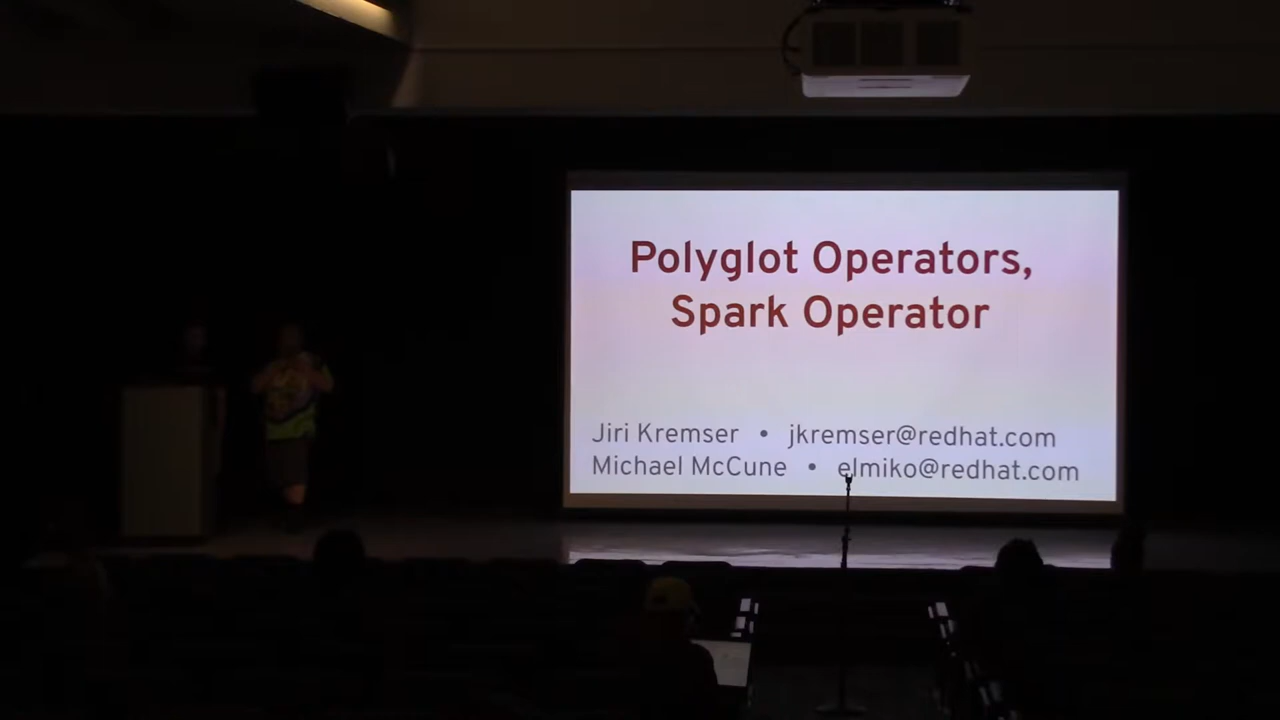 Polyglot Operators,
Spark Operator
Jiri Kremser • jkremser@redhat.com
Michael McCune • elmiko@redhat.com